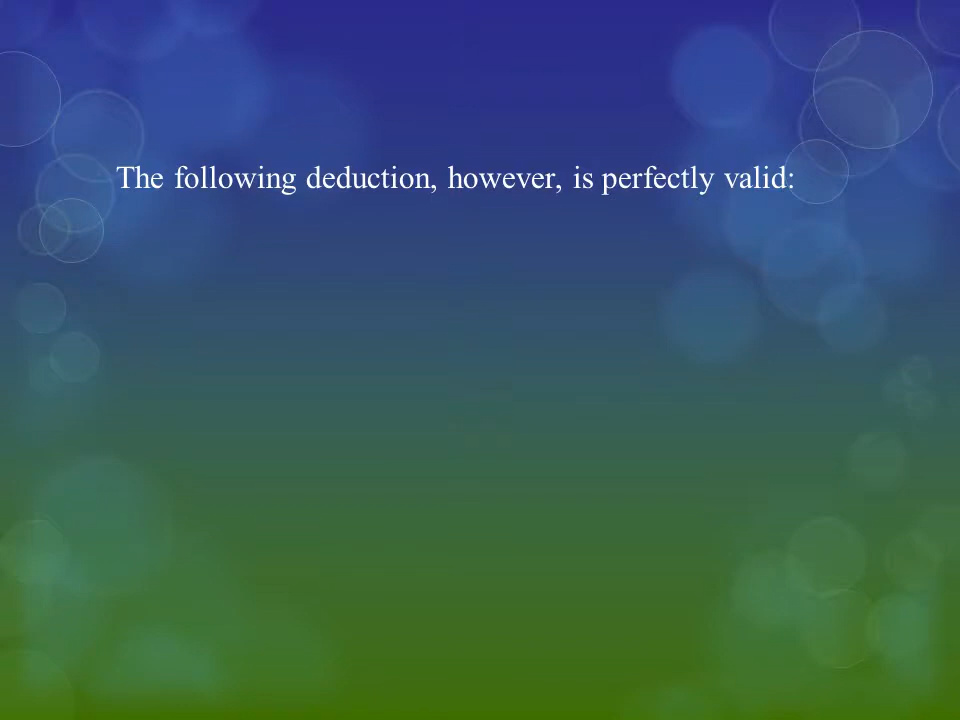 The following deduction, however, is perfectly valid: